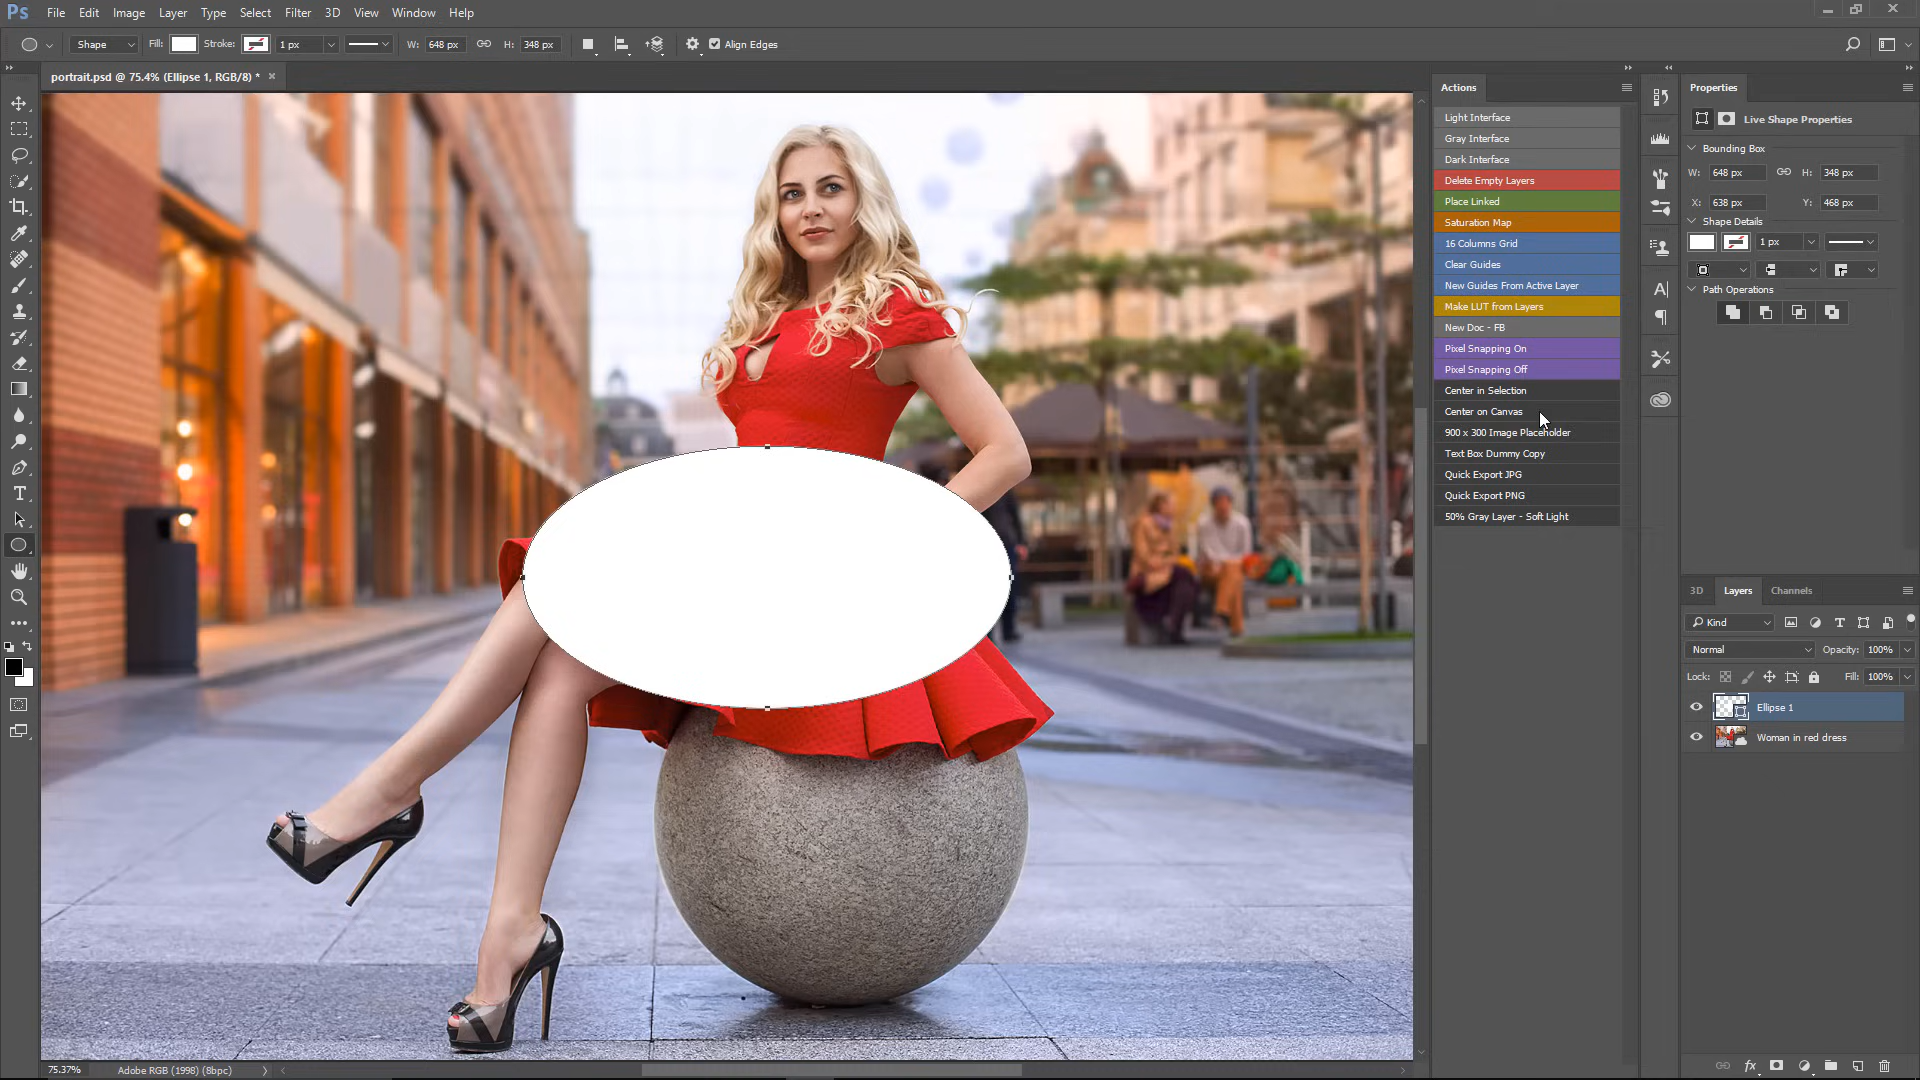 Ps File Edit Image Layer Type Select Filter 3D View Window Help
Shape Fill: Stroke: 1 px W: 648 px H: 348 px Align Edges
portrait.psd @ 75.4% (Ellipse 1, RGB/8) * ×
Actions
Light Interface
Gray Interface
Dark Interface
Delete Empty Layers
Place Linked
Saturation Map
16 Columns Grid
Clear Guides
New Guides From Active Layer
Make LUT from Layers
New Doc - FB
Pixel Snapping On
Pixel Snapping Off
Center in Selection
Center on Canvas
900 x 300 Image Placeholder
Text Box Dummy Copy
Quick Export JPG
Quick Export PNG
50% Gray Layer - Soft Light
Properties
Live Shape Properties
Bounding Box
W: 648 px H: 348 px
X: 638 px Y: 468 px
Shape Details
1 px
Path Operations
3D Layers Channels
Kind
Normal Opacity: 100%
Lock: Fill: 100%
Ellipse 1
Woman in red dress
fx
75.37% Adobe RGB (1998) (8bpc)